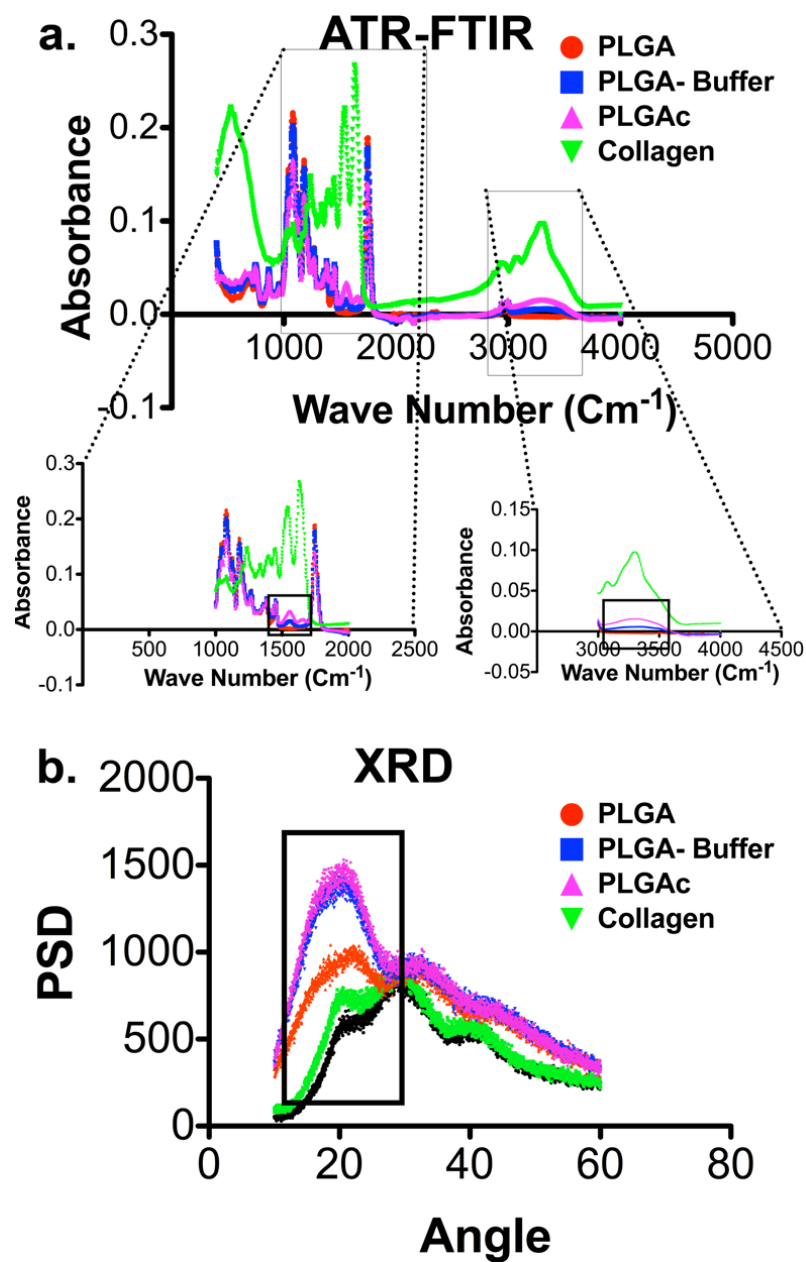 a.
ATR-FTIR
PLGA
PLGA- Buffer
PLGAc
Collagen
Absorbance
0.3
0.2
0.1
0.0
-0.1
1000 2000 3000 4000 5000
Wave Number (Cm⁻¹)
Absorbance
0.3
0.2
0.1
0.0
-0.1
500 1000 1500 2000 2500
Wave Number (Cm⁻¹)
Absorbance
0.15
0.10
0.05
0.00
-0.05
3000 3500 4000 4500
Wave Number (Cm⁻¹)
b.
XRD
PLGA
PLGA- Buffer
PLGAc
Collagen
PSD
2000
1500
1000
500
0
0 20 40 60 80
Angle